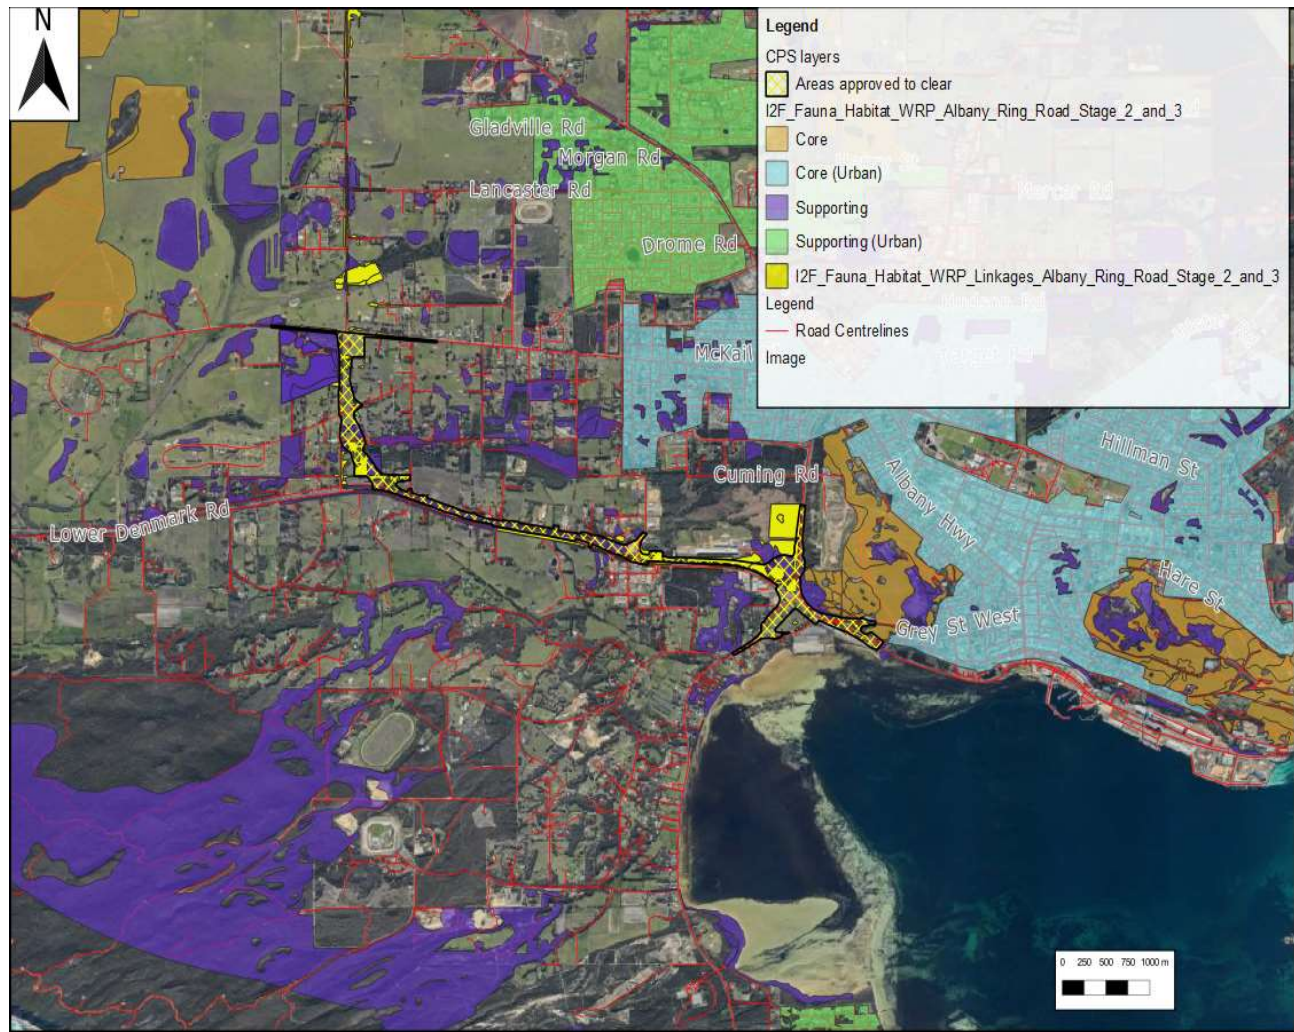 N
Legend
CPS layers
Areas approved to clear
I2F_Fauna_Habitat_WRP_Albany_Ring_Road_Stage_2_and_3
Core
Core (Urban)
Supporting
Supporting (Urban)
I2F_Fauna_Habitat_WRP_Linkages_Albany_Ring_Road_Stage_2_and_3
Legend
Road Centrelines
Image
Gladville Rd
Morgan Rd
Lancaster Rd
Mercer Rd
Drome Rd
McKail
Hillman St
Cuming Rd
Albany Hwy
Lower Denmark Rd
Hare St
Grey St West
0 250 500 750 1000 m